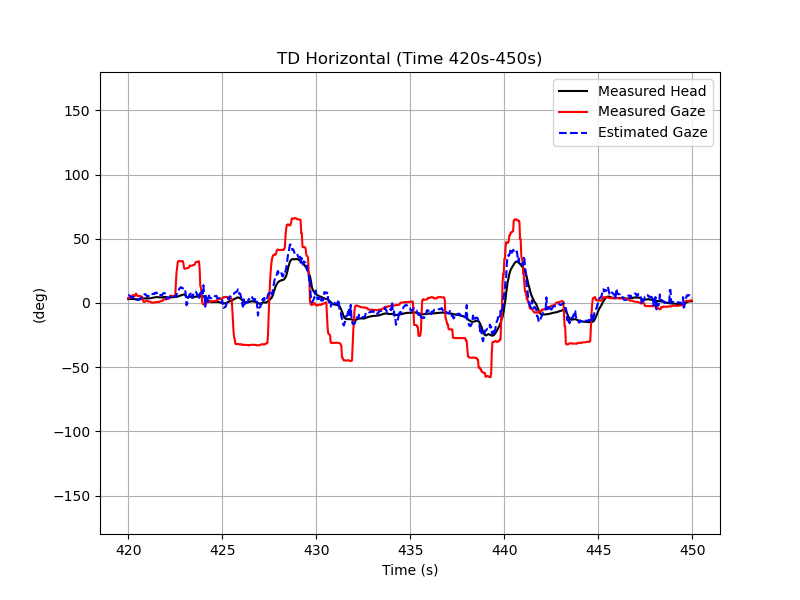 TD Horizontal (Time 420s-450s)
Measured Head
Measured Gaze
Estimated Gaze
150
100
50
0
−50
−100
−150
(deg)
420 425 430 435 440 445 450
Time (s)